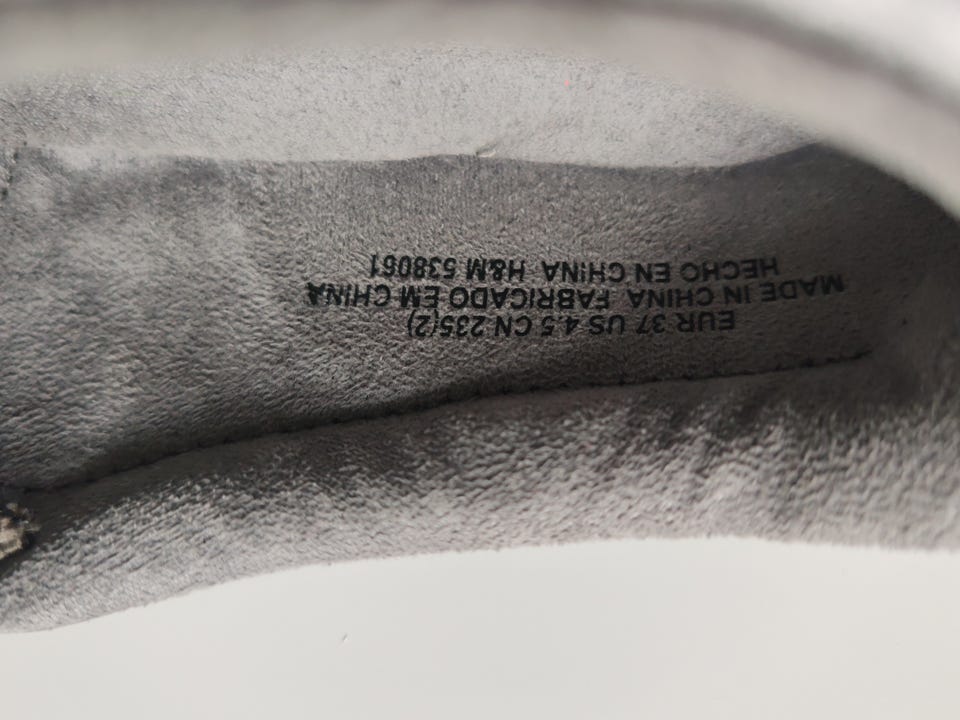 EUR 37 US 4.5 CN 235(2)
MADE IN CHINA FABRICADO EM CHINA
HECHO EN CHINA H&M 538061